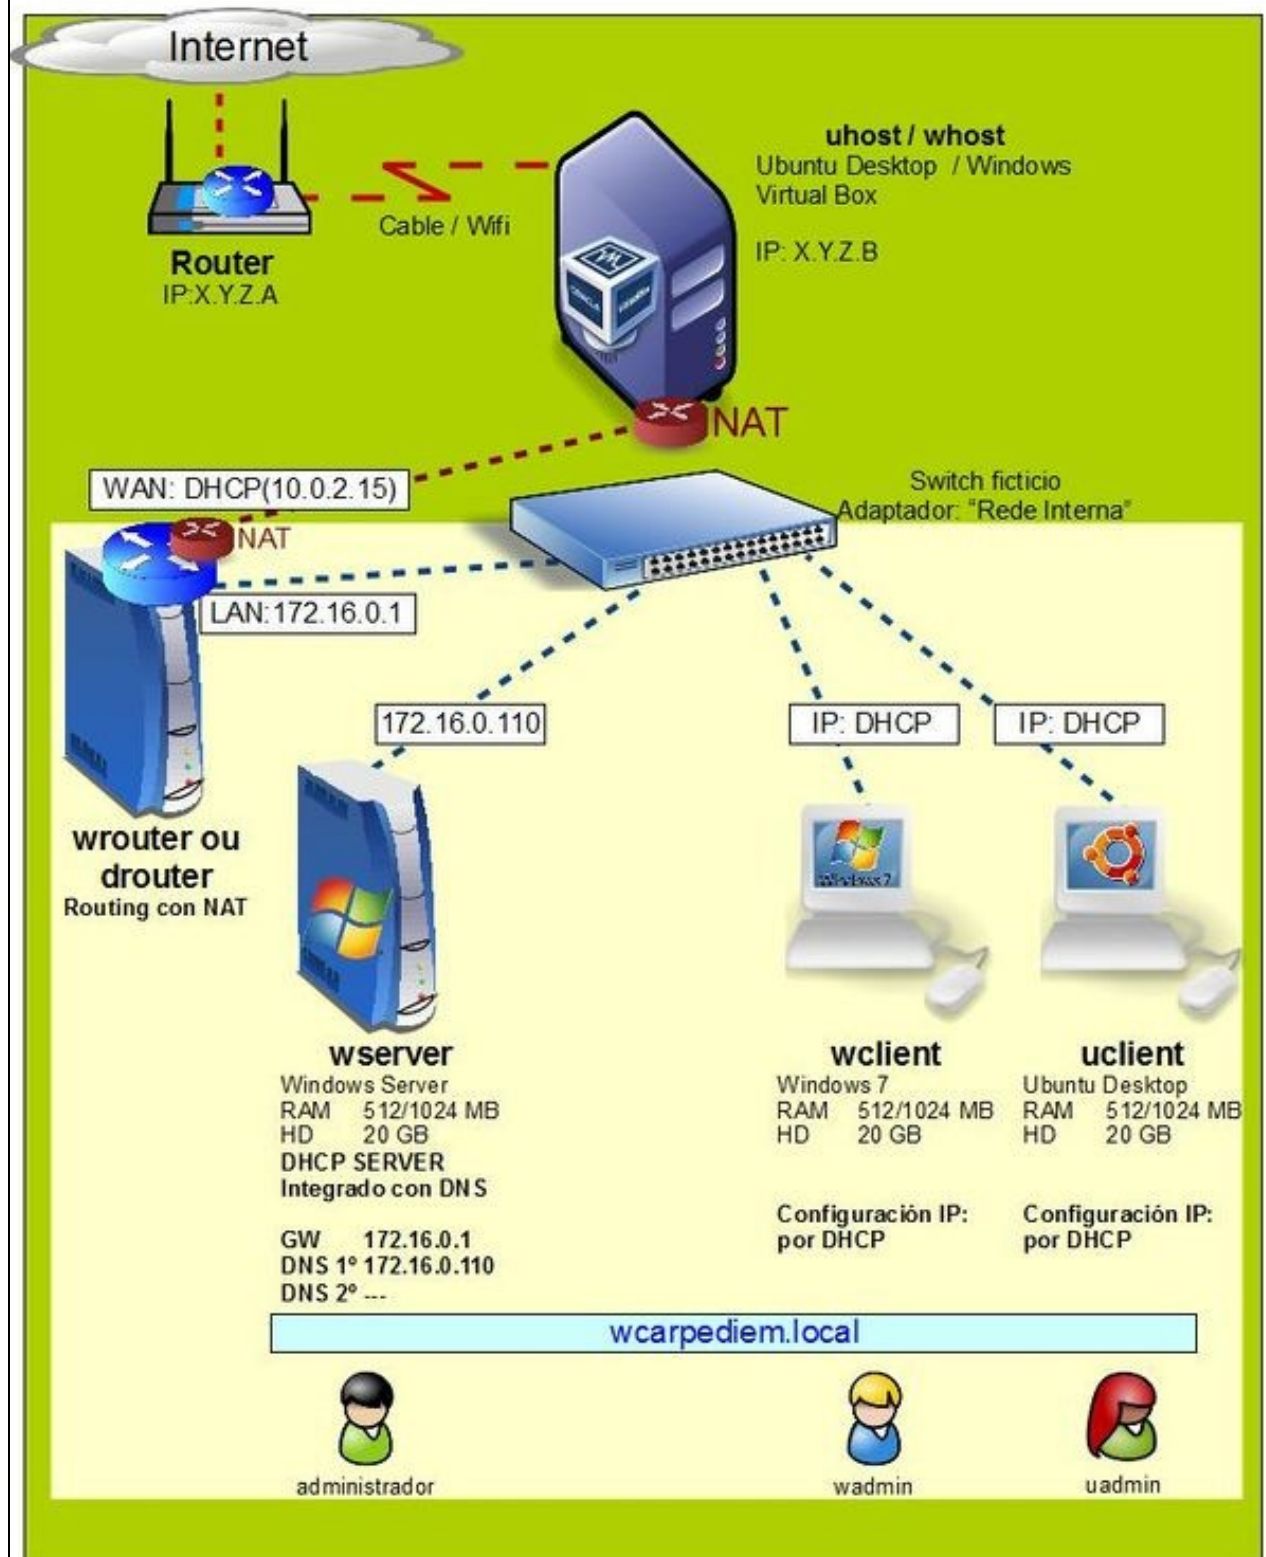 Internet
uhost / whost
Ubuntu Desktop / Windows
Virtual Box
IP: X.Y.Z.B
Cable / Wifi
Router
IP:X.Y.Z.A
NAT
WAN: DHCP(10.0.2.15)
Switch ficticio
Adaptador: "Rede Interna"
NAT
LAN:172.16.0.1
172.16.0.110
IP: DHCP
IP: DHCP
wrouter ou
drouter
Routing con NAT
Windows 7
wserver
Windows Server
RAM 512/1024 MB
HD 20 GB
DHCP SERVER
Integrado con DNS
GW 172.16.0.1
DNS 1º 172.16.0.110
DNS 2º ---
wclient
Windows 7
RAM 512/1024 MB
HD 20 GB
Configuración IP:
por DHCP
uclient
Ubuntu Desktop
RAM 512/1024 MB
HD 20 GB
Configuración IP:
por DHCP
wcarpediem.local
administrador
wadmin
uadmin